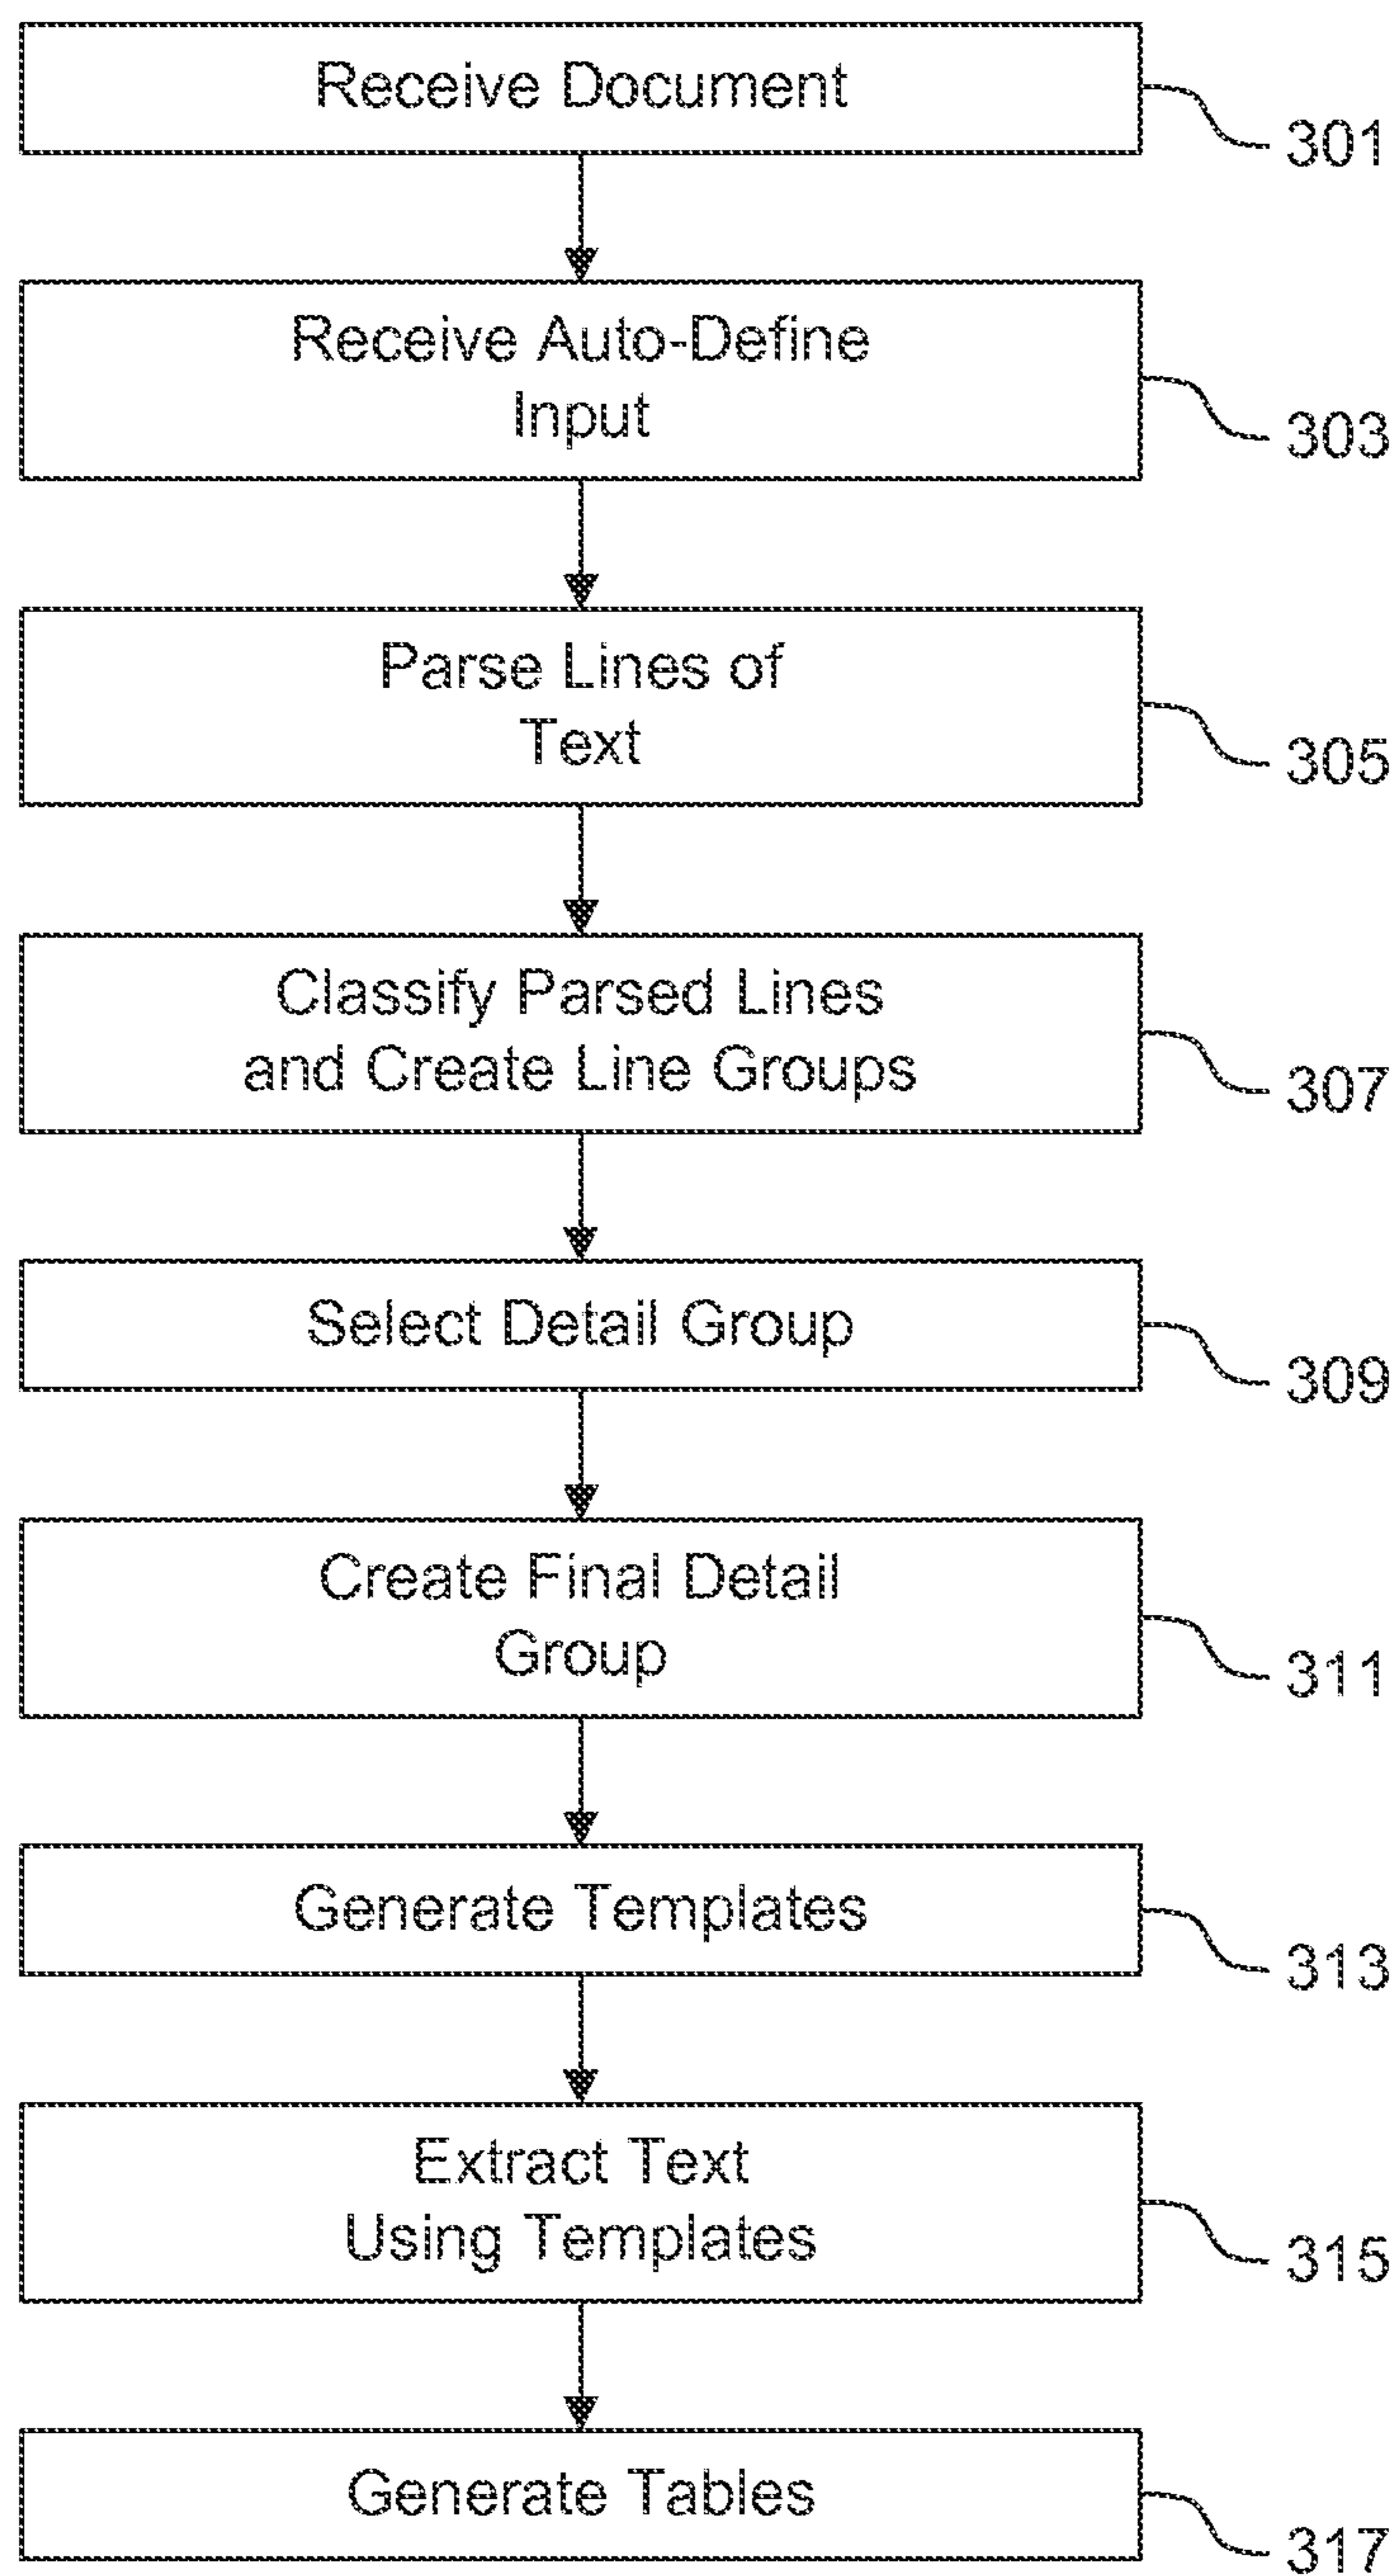 Receive Document
301
Receive Auto-Define
Input
303
Parse Lines of
Text
305
Classify Parsed Lines
and Create Line Groups
307
Select Detail Group
309
Create Final Detail
Group
311
Generate Templates
313
Extract Text
Using Templates
315
Generate Tables
317